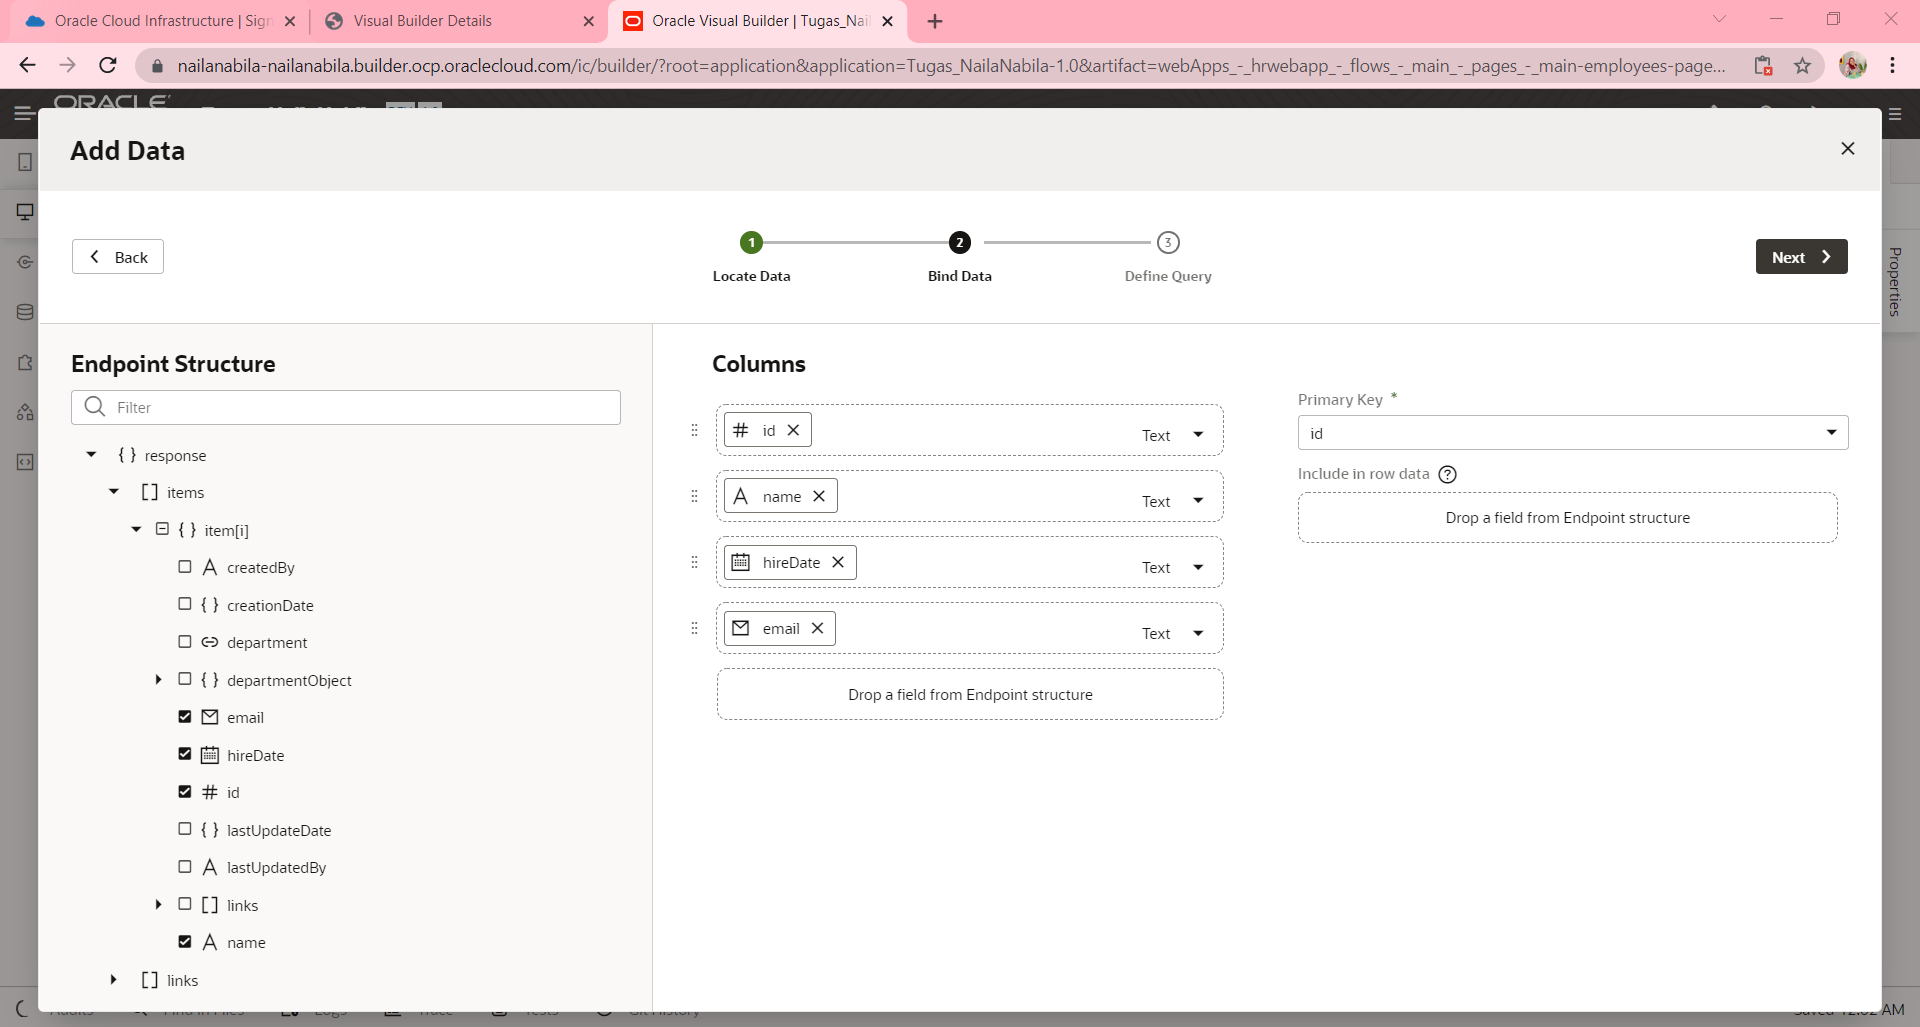 Oracle Cloud Infrastructure | Sign
Visual Builder Details
Oracle Visual Builder | Tugas_Nai
nailanabila-nailanabila.builder.ocp.oraclecloud.com/ic/builder/?root=application&application=Tugas_NailaNabila-1.0&artifact=webApps_-_hrwebapp_-_flows_-_main_-_pages_-_main-employees-page...
ORACLE
Add Data
Back
1
2
3
Locate Data
Bind Data
Define Query
Next
Properties
Endpoint Structure
Filter
{ } response
[ ] items
{ } item[i]
A createdBy
{ } creationDate
department
{ } departmentObject
email
hireDate
# id
{ } lastUpdateDate
A lastUpdatedBy
[ ] links
A name
[ ] links
Columns
# id
Text
A name
Text
hireDate
Text
email
Text
Drop a field from Endpoint structure
Primary Key *
id
Include in row data ?
Drop a field from Endpoint structure